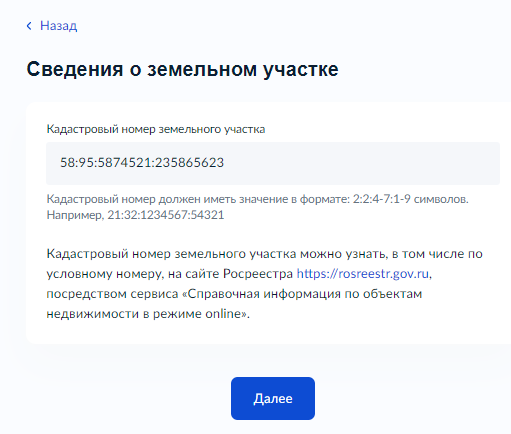 Назад
Сведения о земельном участке
Кадастровый номер земельного участка
58:95:5874521:235865623
Кадастровый номер должен иметь значение в формате: 2:2:4-7:1-9 символов.
Например, 21:32:1234567:54321
Кадастровый номер земельного участка можно узнать, в том числе по
условному номеру, на сайте Росреестра https://rosreestr.gov.ru,
посредством сервиса «Справочная информация по объектам
недвижимости в режиме online».
Далее